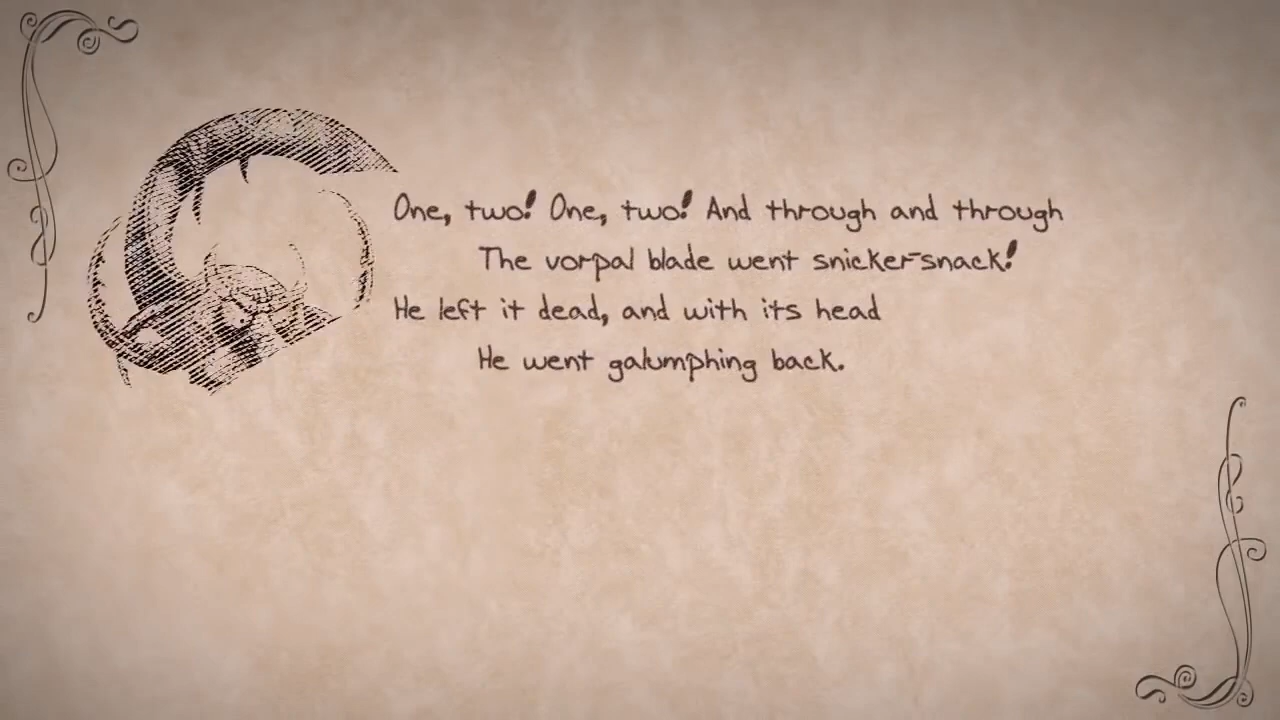 One, two! One, two! And through and through
The vorpal blade went snicker-snack!
He left it dead, and with its head
He went galumphing back.